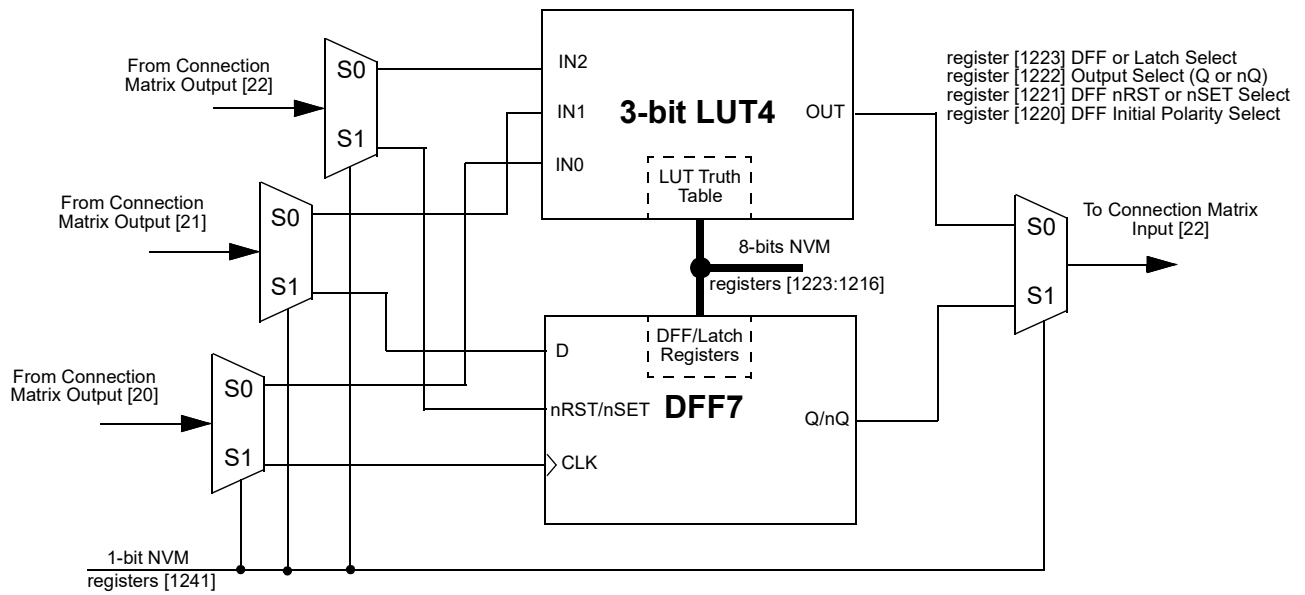 From Connection
Matrix Output [22]
S0
S1
IN2
IN1
IN0
3-bit LUT4
OUT
LUT Truth
Table
register [1223] DFF or Latch Select
register [1222] Output Select (Q or nQ)
register [1221] DFF nRST or nSET Select
register [1220] DFF Initial Polarity Select
From Connection
Matrix Output [21]
S0
S1
8-bits NVM
registers [1223:1216]
To Connection Matrix
Input [22]
S0
S1
From Connection
Matrix Output [20]
S0
S1
D
nRST/nSET
CLK
DFF/Latch
Registers
DFF7
Q/nQ
1-bit NVM
registers [1241]